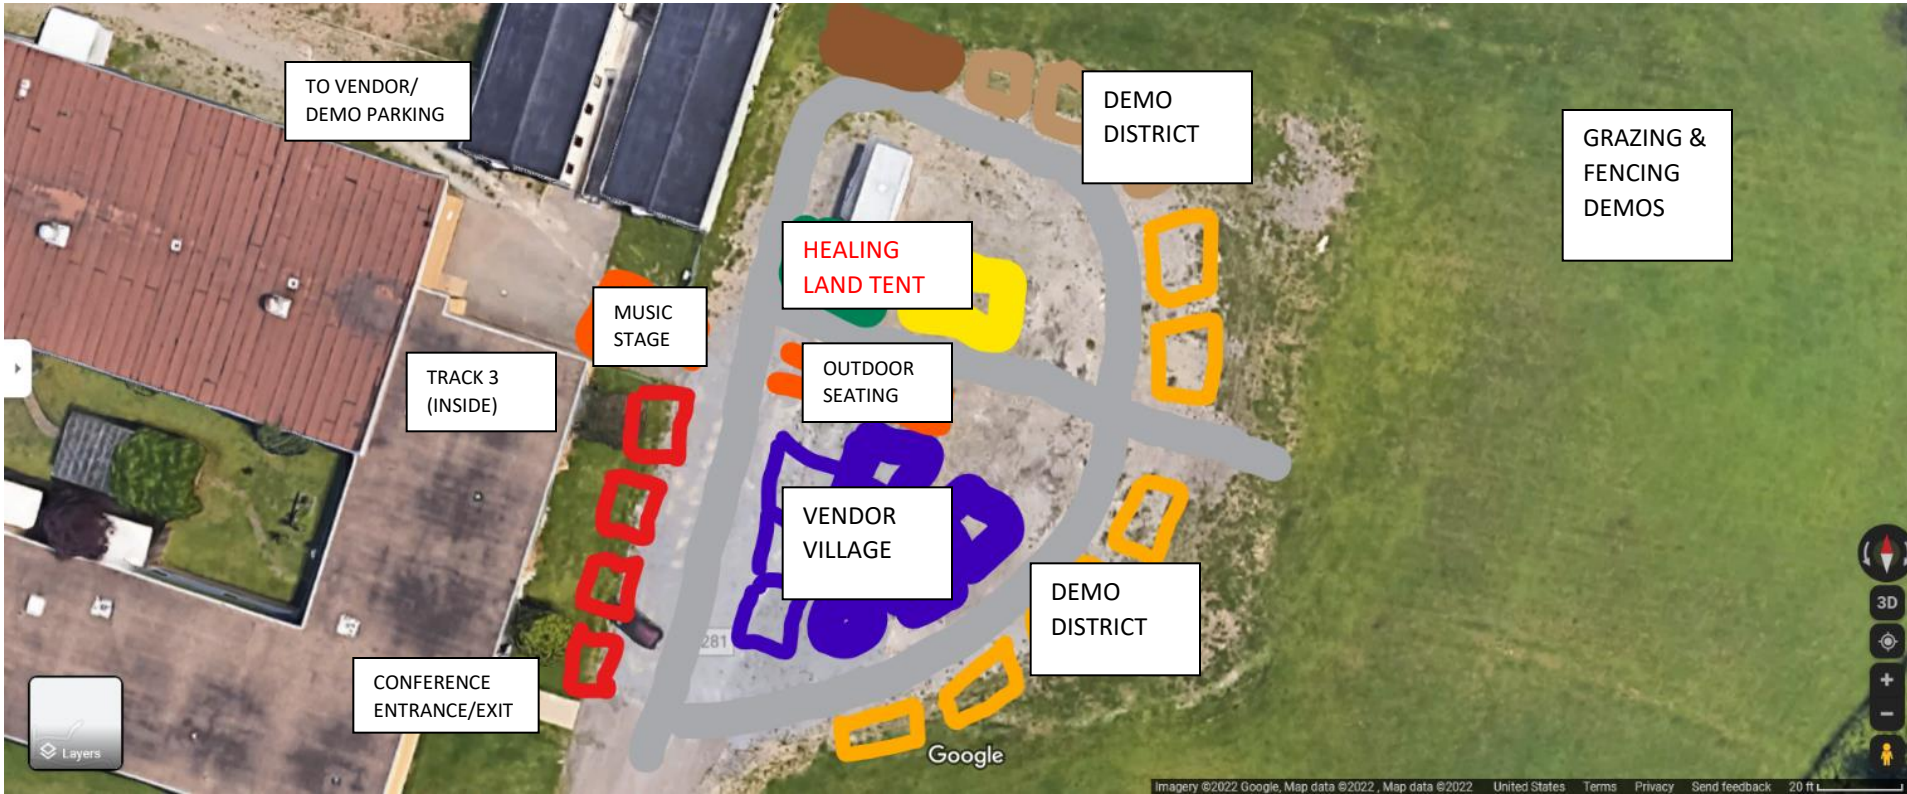 TO VENDOR/
DEMO PARKING
DEMO
DISTRICT
GRAZING &
FENCING
DEMOS
HEALING
LAND TENT
MUSIC
STAGE
TRACK 3
(INSIDE)
OUTDOOR
SEATING
VENDOR
VILLAGE
DEMO
DISTRICT
281
CONFERENCE
ENTRANCE/EXIT
3D
Layers
Google
Imagery ©2022 Google, Map data ©2022 , Map data ©2022 United States Terms Privacy Send feedback 20 ft